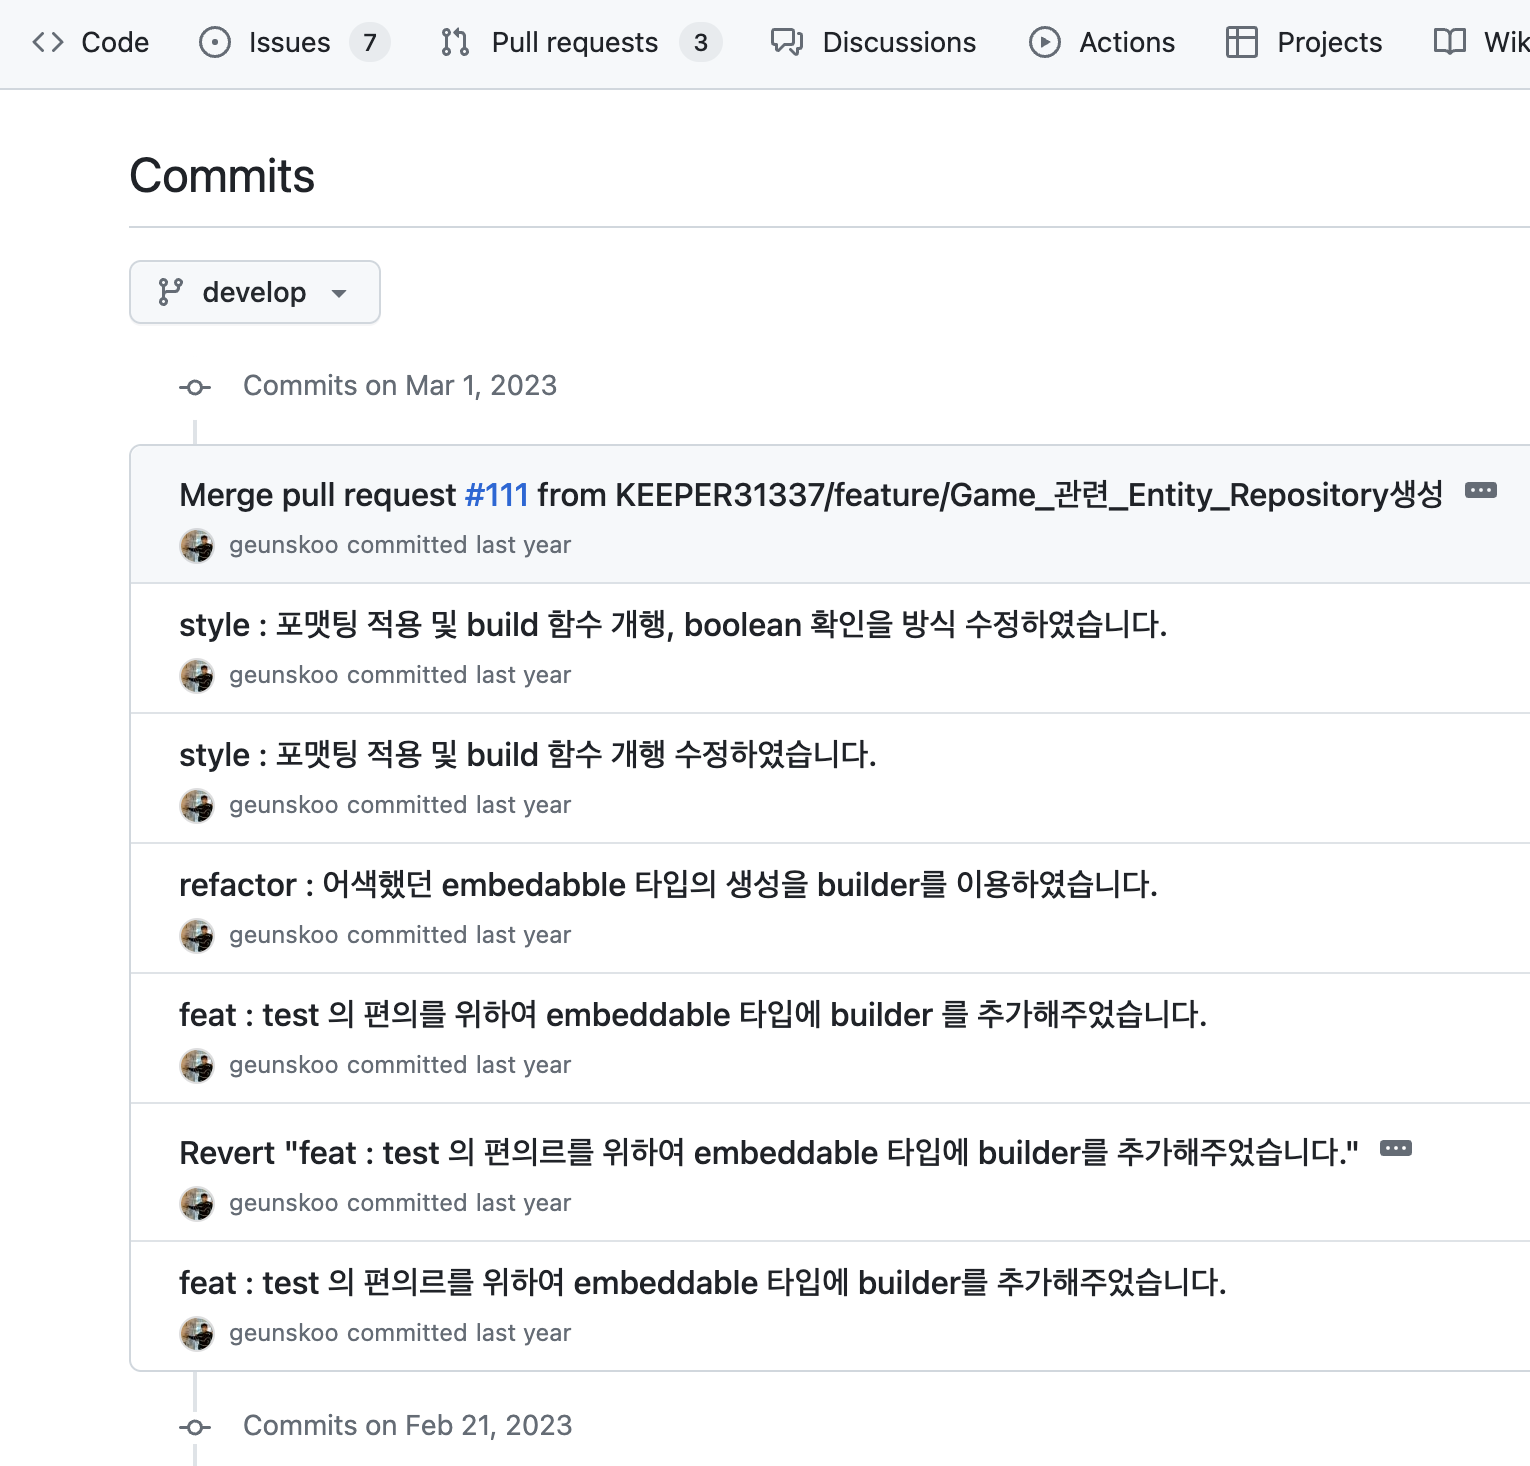 Code Issues 7 Pull requests 3 Discussions Actions Projects Wik
Commits
develop
Commits on Mar 1, 2023
Merge pull request #111 from KEEPER31337/feature/Game_관련_Entity_Repository생성
geunskoo committed last year
style : 포맷팅 적용 및 build 함수 개행, boolean 확인을 방식 수정하였습니다.
geunskoo committed last year
style : 포맷팅 적용 및 build 함수 개행 수정하였습니다.
geunskoo committed last year
refactor : 어색했던 embedabble 타입의 생성을 builder를 이용하였습니다.
geunskoo committed last year
feat : test 의 편의를 위하여 embeddable 타입에 builder 를 추가해주었습니다.
geunskoo committed last year
Revert "feat : test 의 편의르를 위하여 embeddable 타입에 builder를 추가해주었습니다."
geunskoo committed last year
feat : test 의 편의르를 위하여 embeddable 타입에 builder를 추가해주었습니다.
geunskoo committed last year
Commits on Feb 21, 2023